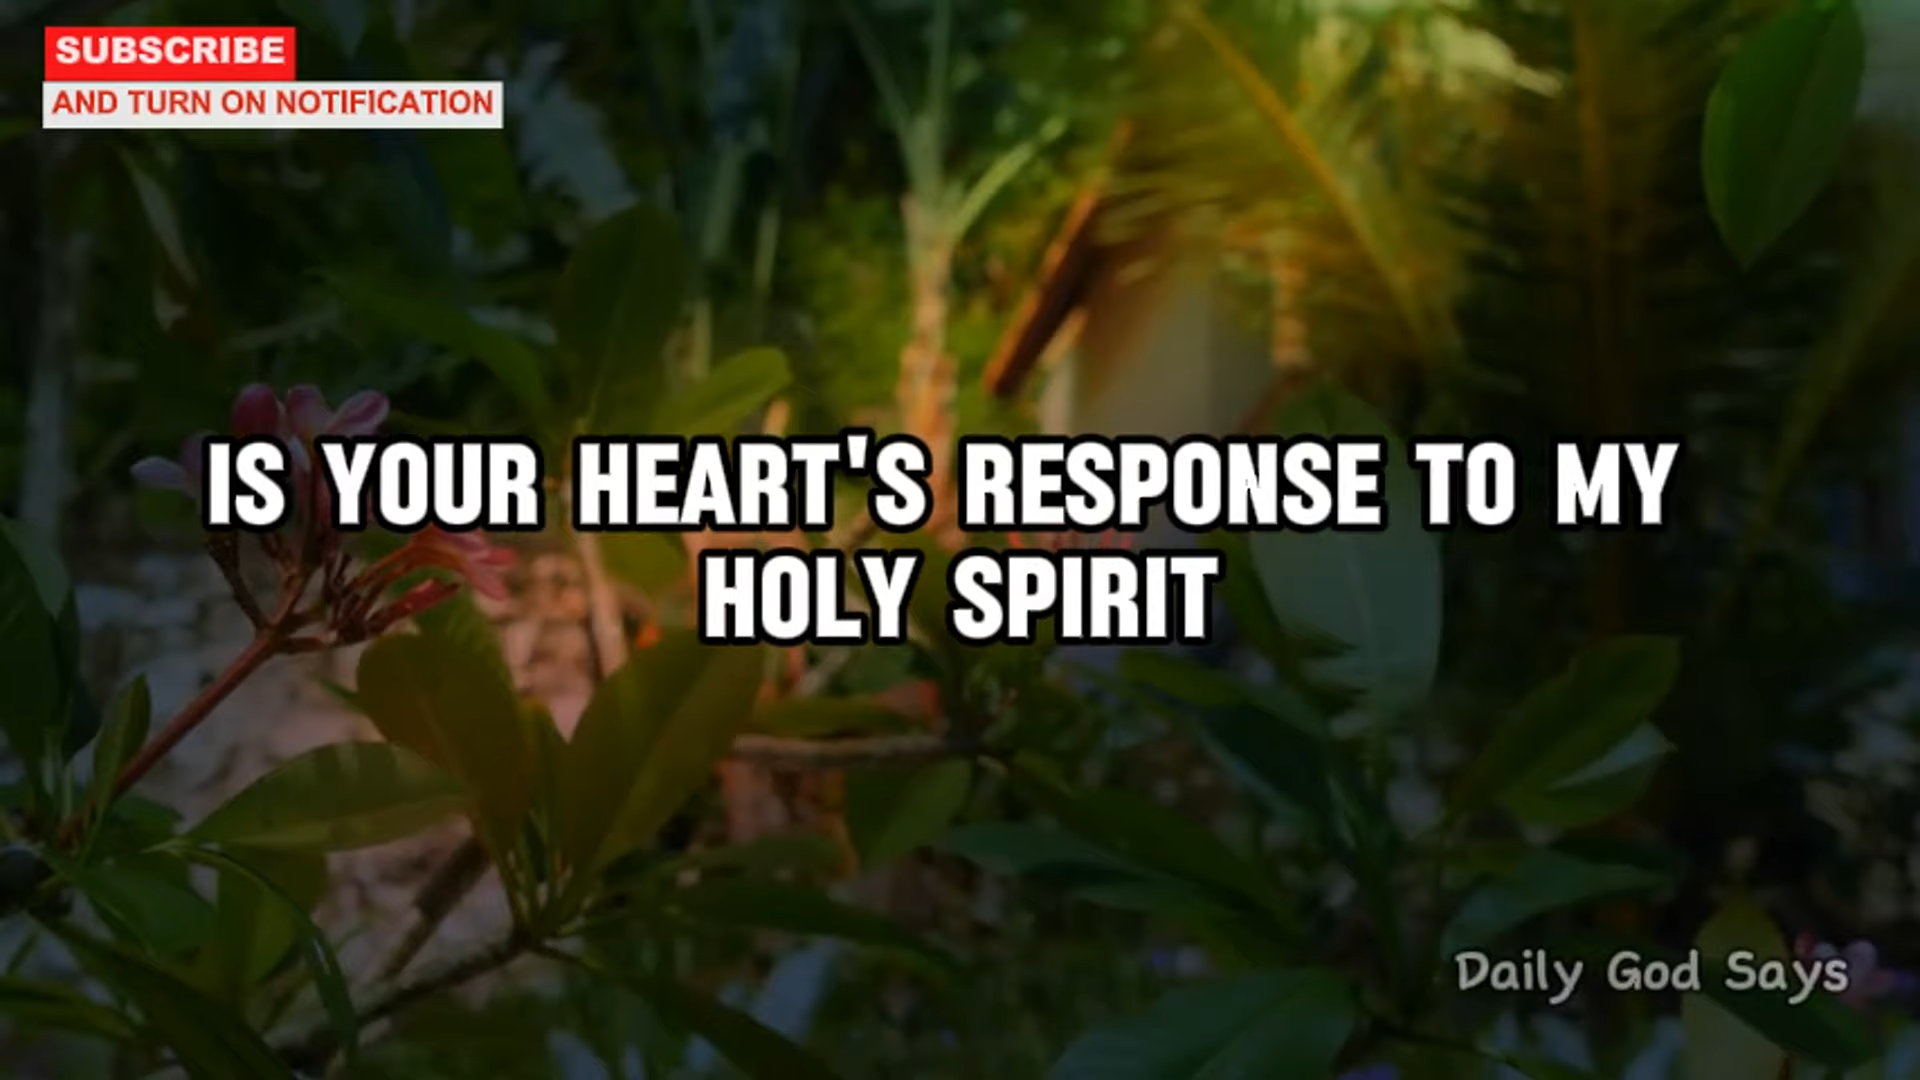 SUBSCRIBE
AND TURN ON NOTIFICATION
IS YOUR HEART'S RESPONSE TO MY
HOLY SPIRIT
Daily God Says